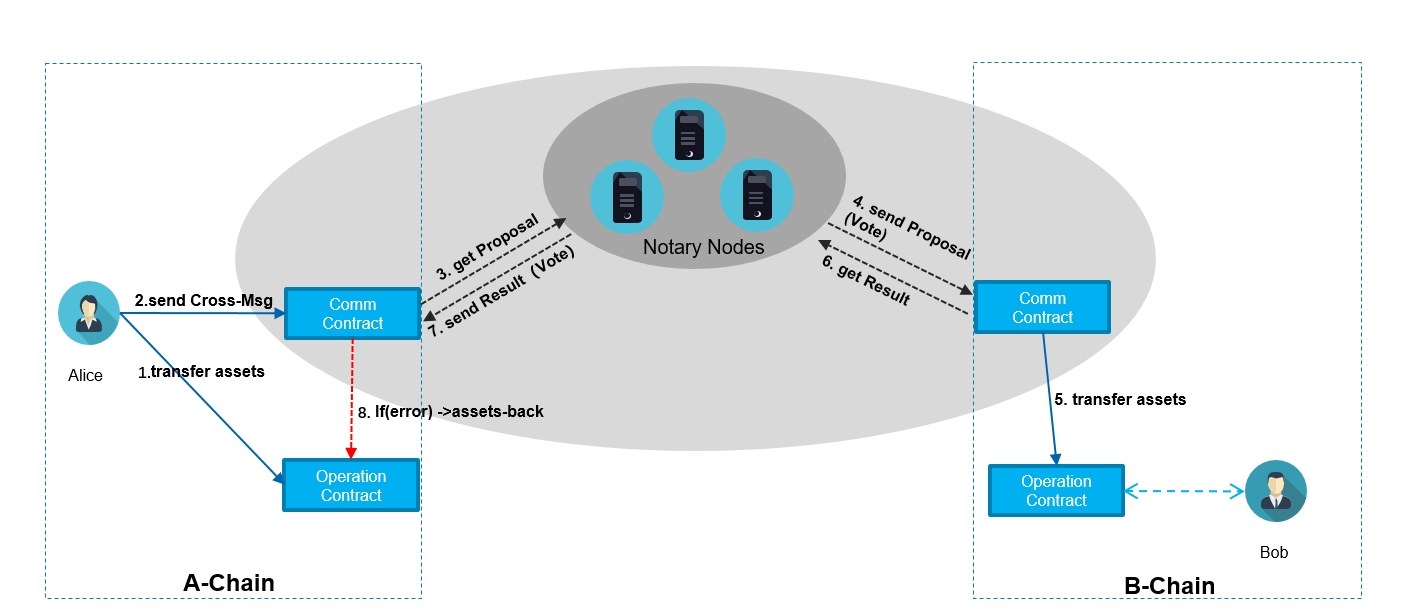 Notary Nodes
3. get Proposal
7. send Result (Vote)
4. send Proposal
(Vote)
6. get Result
2.send Cross-Msg
Comm
Contract
Alice
1.transfer assets
8. If(error) ->assets-back
Operation
Contract
A-Chain
Comm
Contract
5. transfer assets
Operation
Contract
Bob
B-Chain